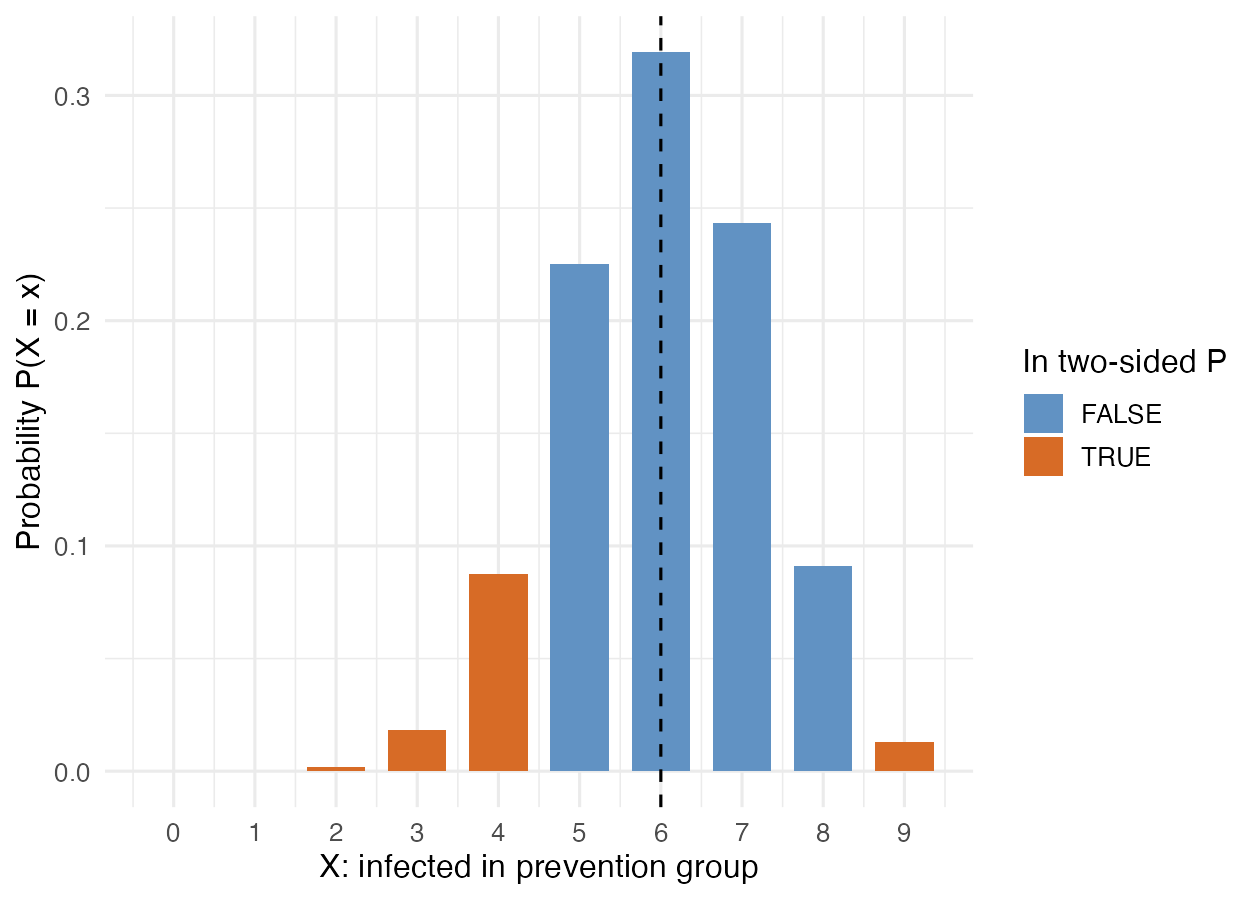 Probability P(X = x)
0.3
0.2
0.1
0.0
0 1 2 3 4 5 6 7 8 9
X: infected in prevention group
In two-sided P
FALSE
TRUE